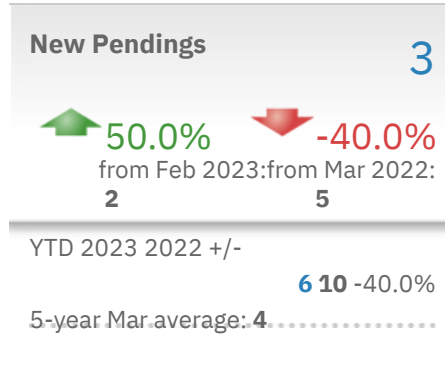 New Pendings
3
50.0% -40.0%
from Feb 2023:from Mar 2022:
2 5
YTD 2023 2022 +/-
6 10 -40.0%
5-year Mar average: 4